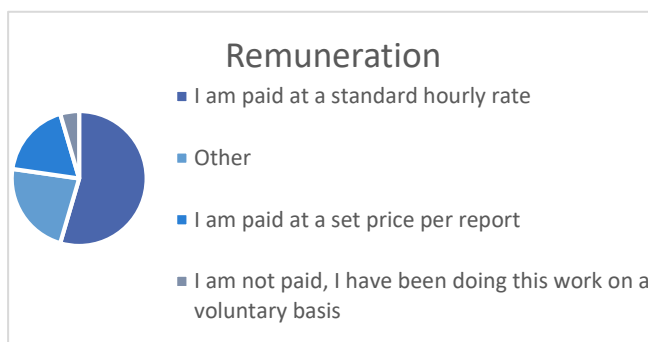 Remuneration
I am paid at a standard hourly rate
Other
I am paid at a set price per report
I am not paid, I have been doing this work on a
voluntary basis